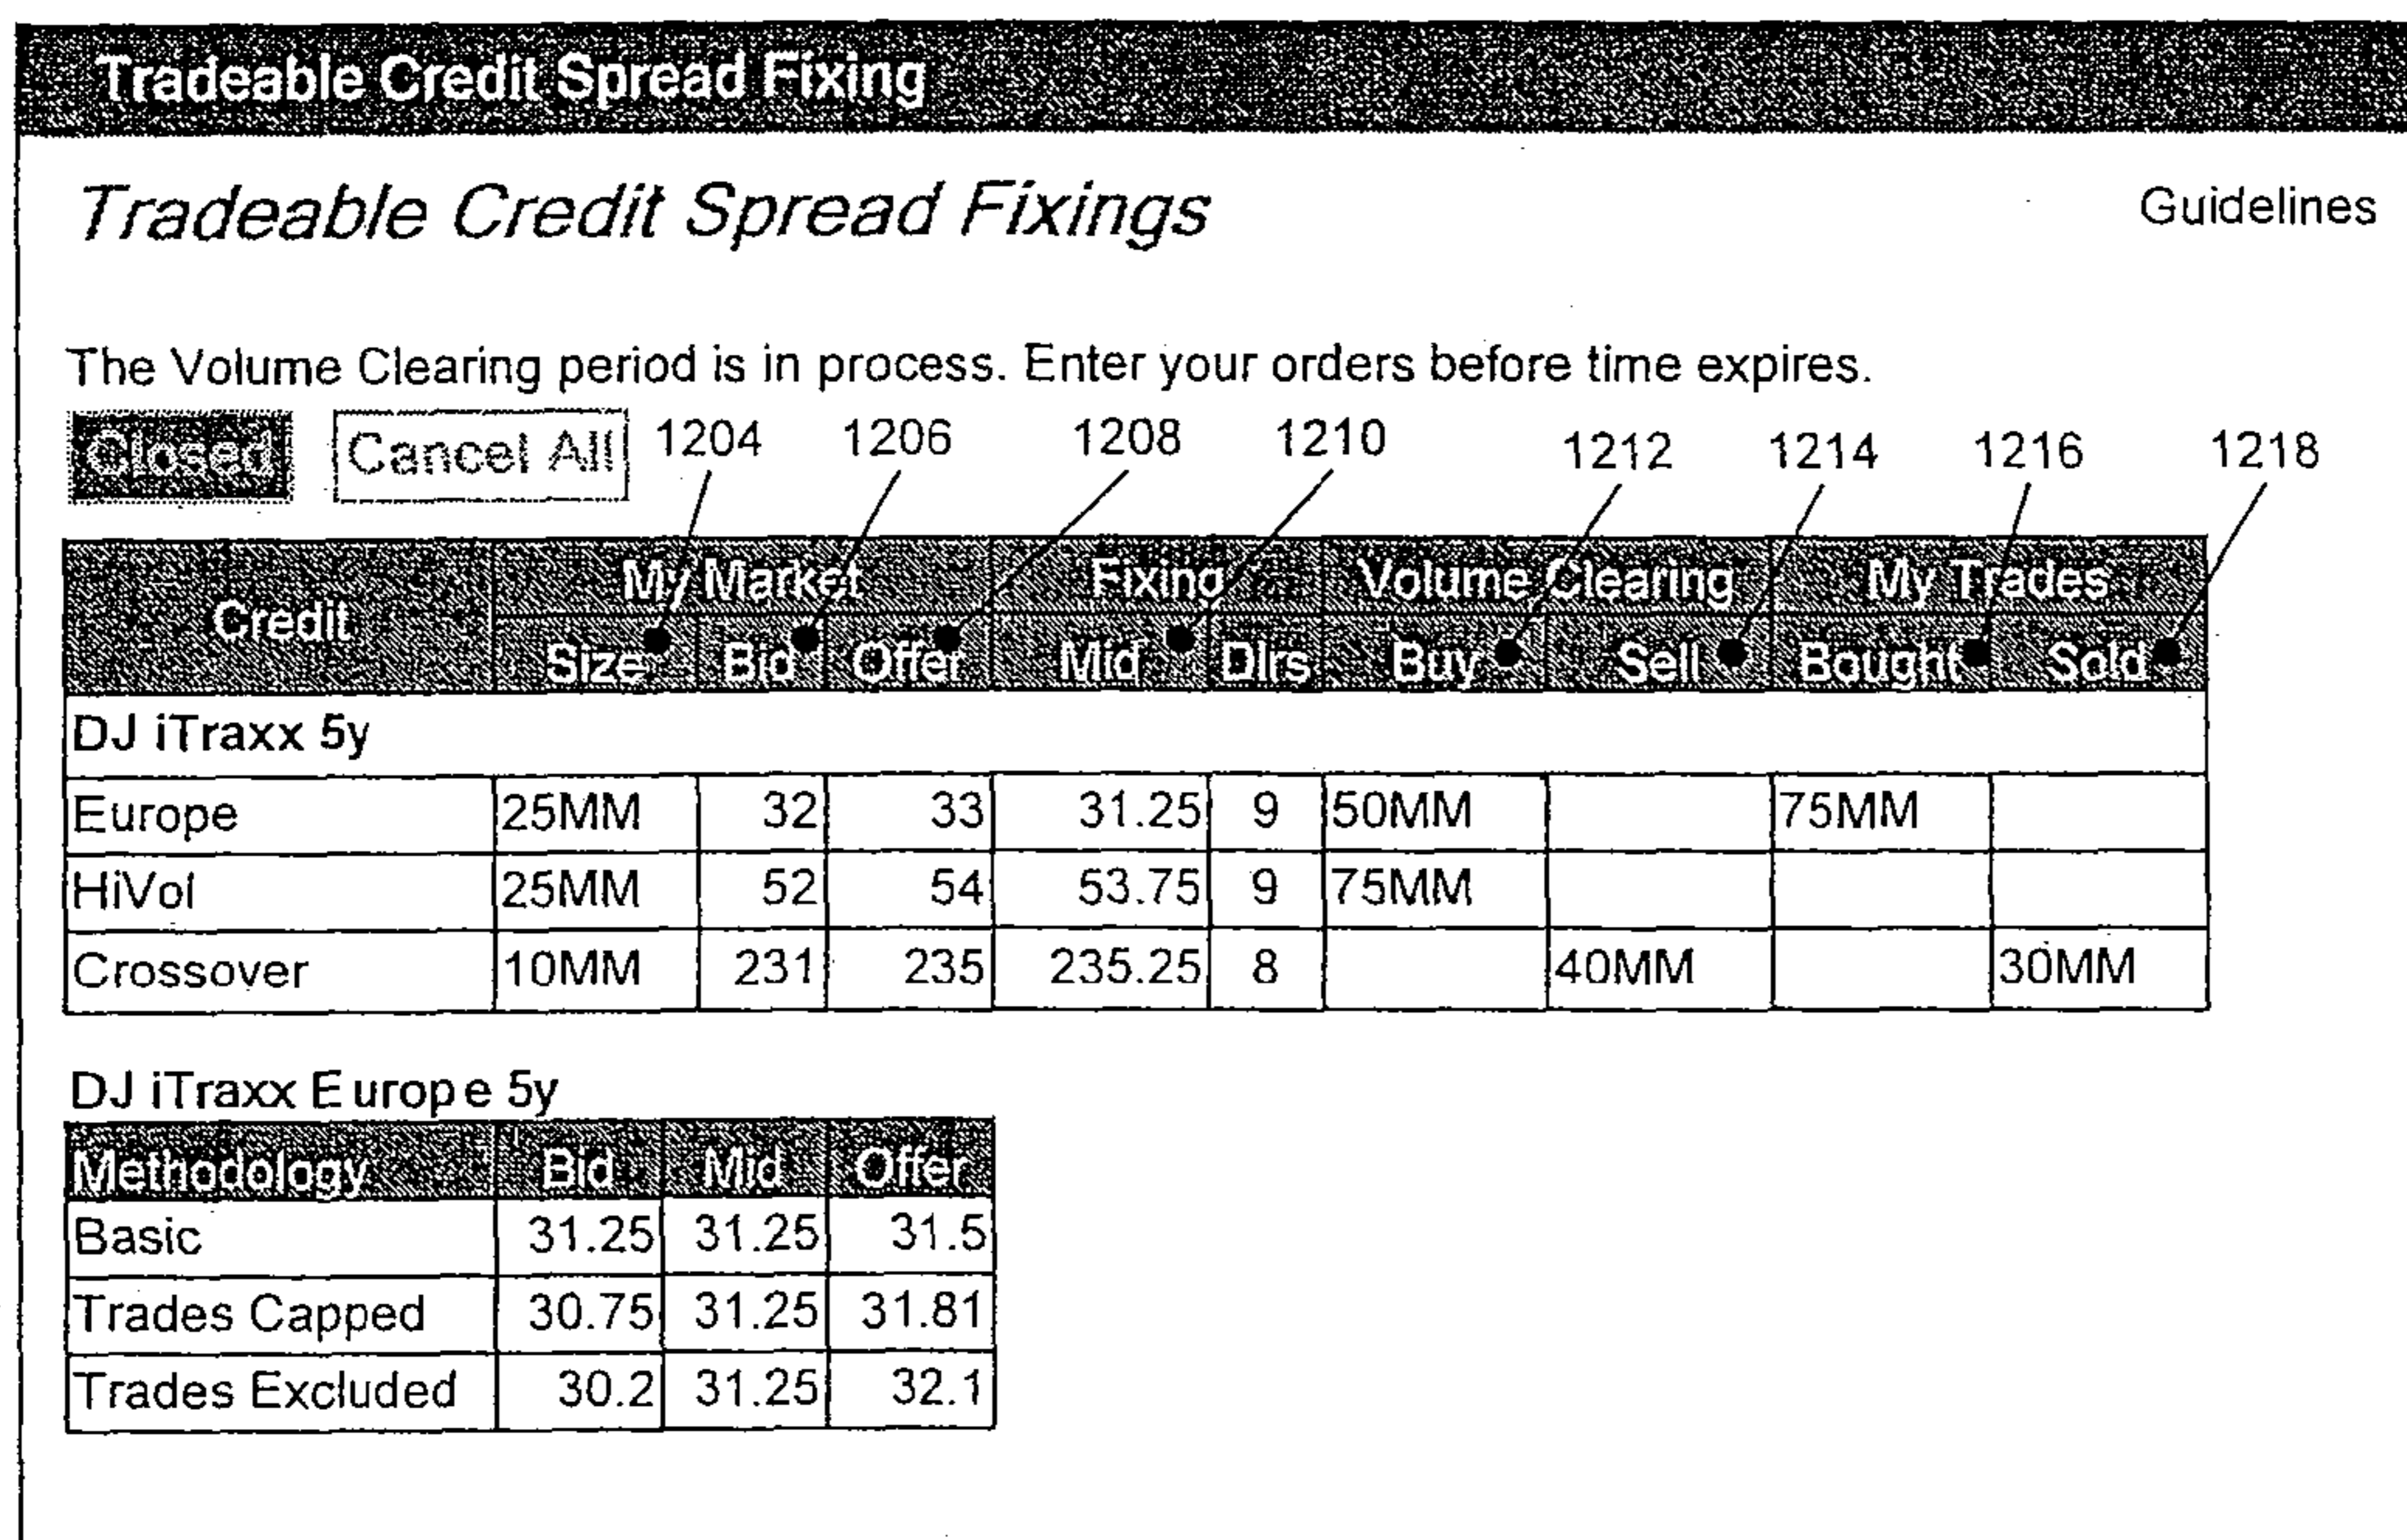 Tradeable Credit Spread Fixing
Tradeable Credit Spread Fixings Guidelines
The Volume Clearing period is in process. Enter your orders before time expires.
Closed Cancel All 1204 1206 1208 1210 1212 1214 1216 1218
Credit My Market Fixing Volume Clearing My Trades
Size Bid Offer Mid Dlrs Buy Sell Bought Sold
DJ iTraxx 5y
Europe 25MM 32 33 31.25 9 50MM 75MM
HiVol 25MM 52 54 53.75 9 75MM
Crossover 10MM 231 235 235.25 8 40MM 30MM
DJ iTraxx Europe 5y
Methodology Bid Mid Offer
Basic 31.25 31.25 31.5
Trades Capped 30.75 31.25 31.81
Trades Excluded 30.2 31.25 32.1